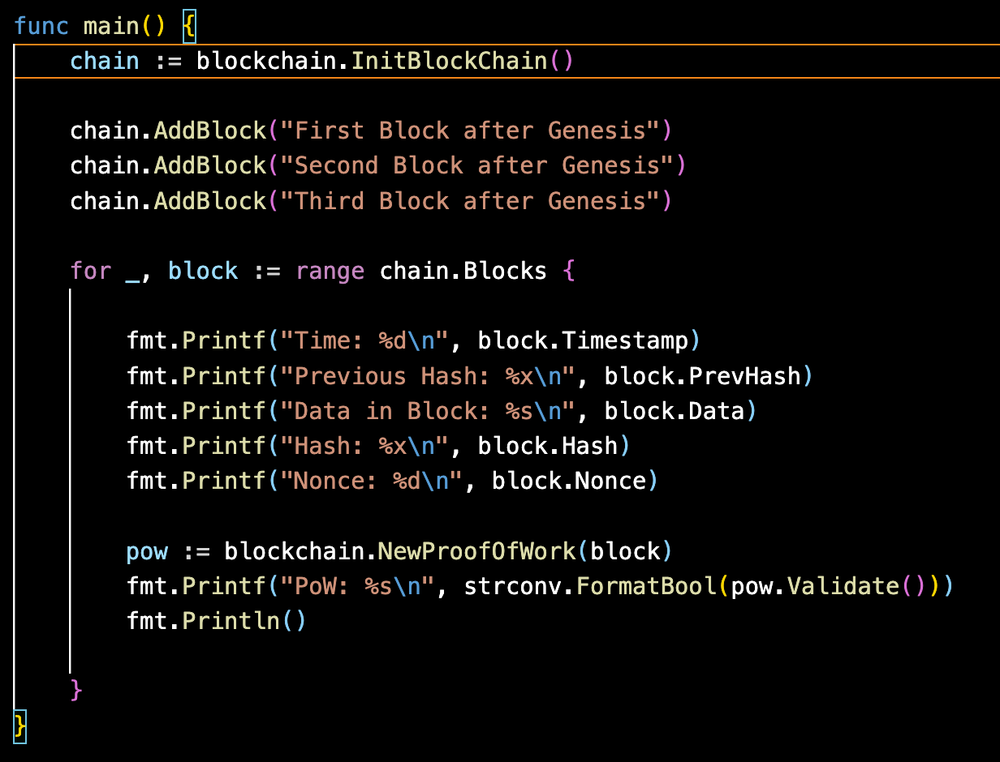 func main() {
    chain := blockchain.InitBlockChain()
    chain.AddBlock("First Block after Genesis")
    chain.AddBlock("Second Block after Genesis")
    chain.AddBlock("Third Block after Genesis")
    for _, block := range chain.Blocks {
        fmt.Printf("Time: %d\n", block.Timestamp)
        fmt.Printf("Previous Hash: %x\n", block.PrevHash)
        fmt.Printf("Data in Block: %s\n", block.Data)
        fmt.Printf("Hash: %x\n", block.Hash)
        fmt.Printf("Nonce: %d\n", block.Nonce)
        pow := blockchain.NewProofOfWork(block)
        fmt.Printf("PoW: %s\n", strconv.FormatBool(pow.Validate()))
        fmt.Println()
    }
}